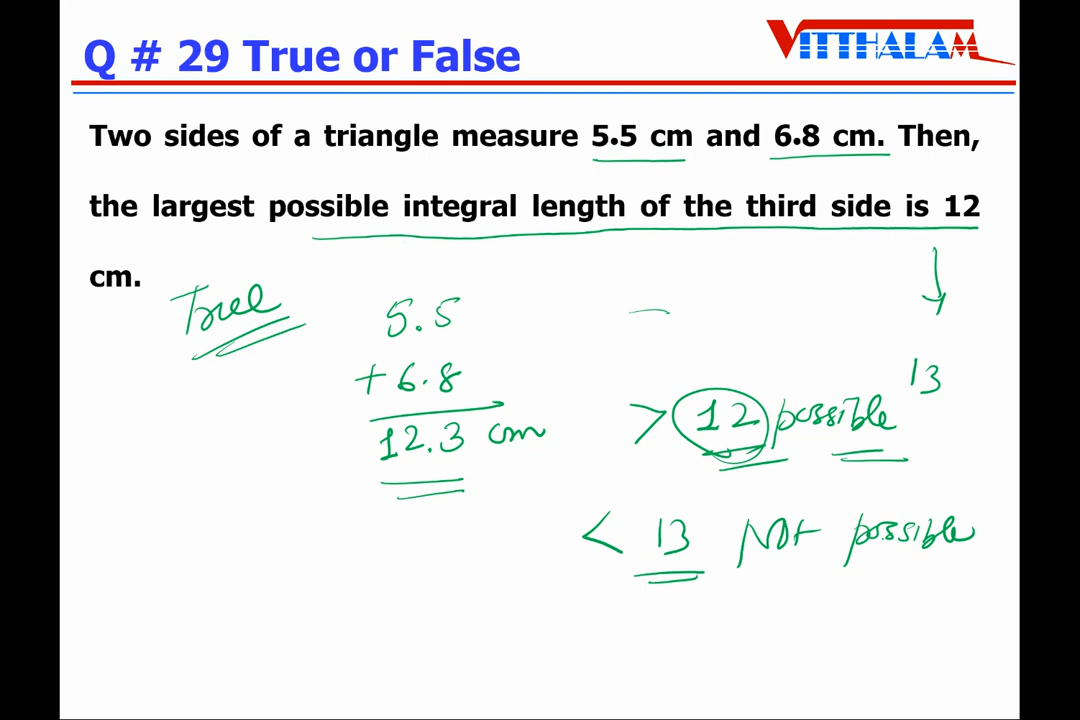 Q # 29 True or False
VITTHALAM
Two sides of a triangle measure 5.5 cm and 6.8 cm. Then,
the largest possible integral length of the third side is 12
cm.
True
5.5
+ 6.8
12.3 cm
13
> 12 possible
< 13 Not possible